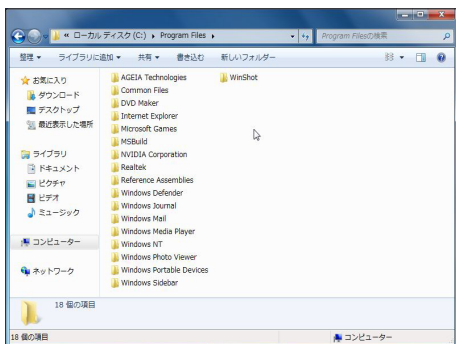 « ローカル ディスク (C:) ▸ Program Files ▸
Program Filesの検索
整理 ▼ ライブラリに追加 ▼ 共有 ▼ 書き込む 新しいフォルダー
お気に入り
ダウンロード
デスクトップ
最近表示した場所
ライブラリ
ドキュメント
ピクチャ
ビデオ
ミュージック
コンピューター
ネットワーク
AGEIA Technologies
Common Files
DVD Maker
Internet Explorer
Microsoft Games
MSBuild
NVIDIA Corporation
Realtek
Reference Assemblies
Windows Defender
Windows Journal
Windows Mail
Windows Media Player
Windows NT
Windows Photo Viewer
Windows Portable Devices
Windows Sidebar
WinShot
18 個の項目
18 個の項目
コンピューター